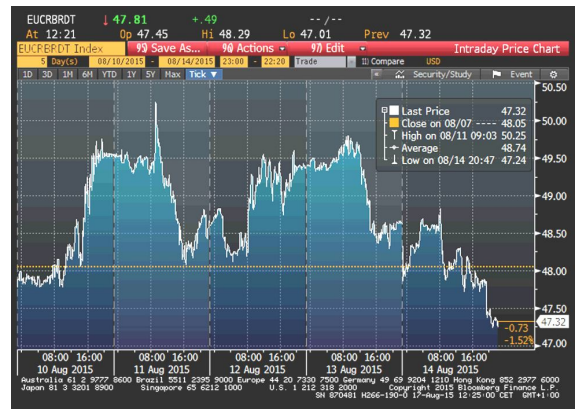 EUCRBRDT ↓ 47.81 +.49 --/--
At 12:21 Op 47.45 Hi 48.29 Lo 47.01 Prev 47.32
EUCRBRDT Index 99) Save As... 96) Actions 97) Edit Intraday Price Chart
5 Day(s) 08/10/2015 - 08/14/2015 23:00 - 22:20 Trade 11) Compare USD
1D 3D 1M 6M YTD 1Y 5Y Max Tick ▼ « Security/Study Event
Last Price 47.32
Close on 08/07 ---- 48.05
High on 08/11 09:03 50.25
Average 48.74
Low on 08/14 20:47 47.24
50.50
50.00
49.50
49.00
48.50
48.00
47.50
47.32
-0.73
-1.52%
47.00
08:00 16:00 08:00 16:00 08:00 16:00 08:00 16:00 08:00 16:00
10 Aug 2015 11 Aug 2015 12 Aug 2015 13 Aug 2015 14 Aug 2015
Australia 61 2 9777 8600 Brazil 5511 2395 9000 Europe 44 20 7330 7500 Germany 49 69 9204 1210 Hong Kong 852 2977 6000
Japan 81 3 3201 8900 Singapore 65 6212 1000 U.S. 1 212 318 2000 Copyright 2015 Bloomberg Finance L.P.
SN 870481 H266-190-0 17-Aug-15 12:25:00 CET GMT+1:00